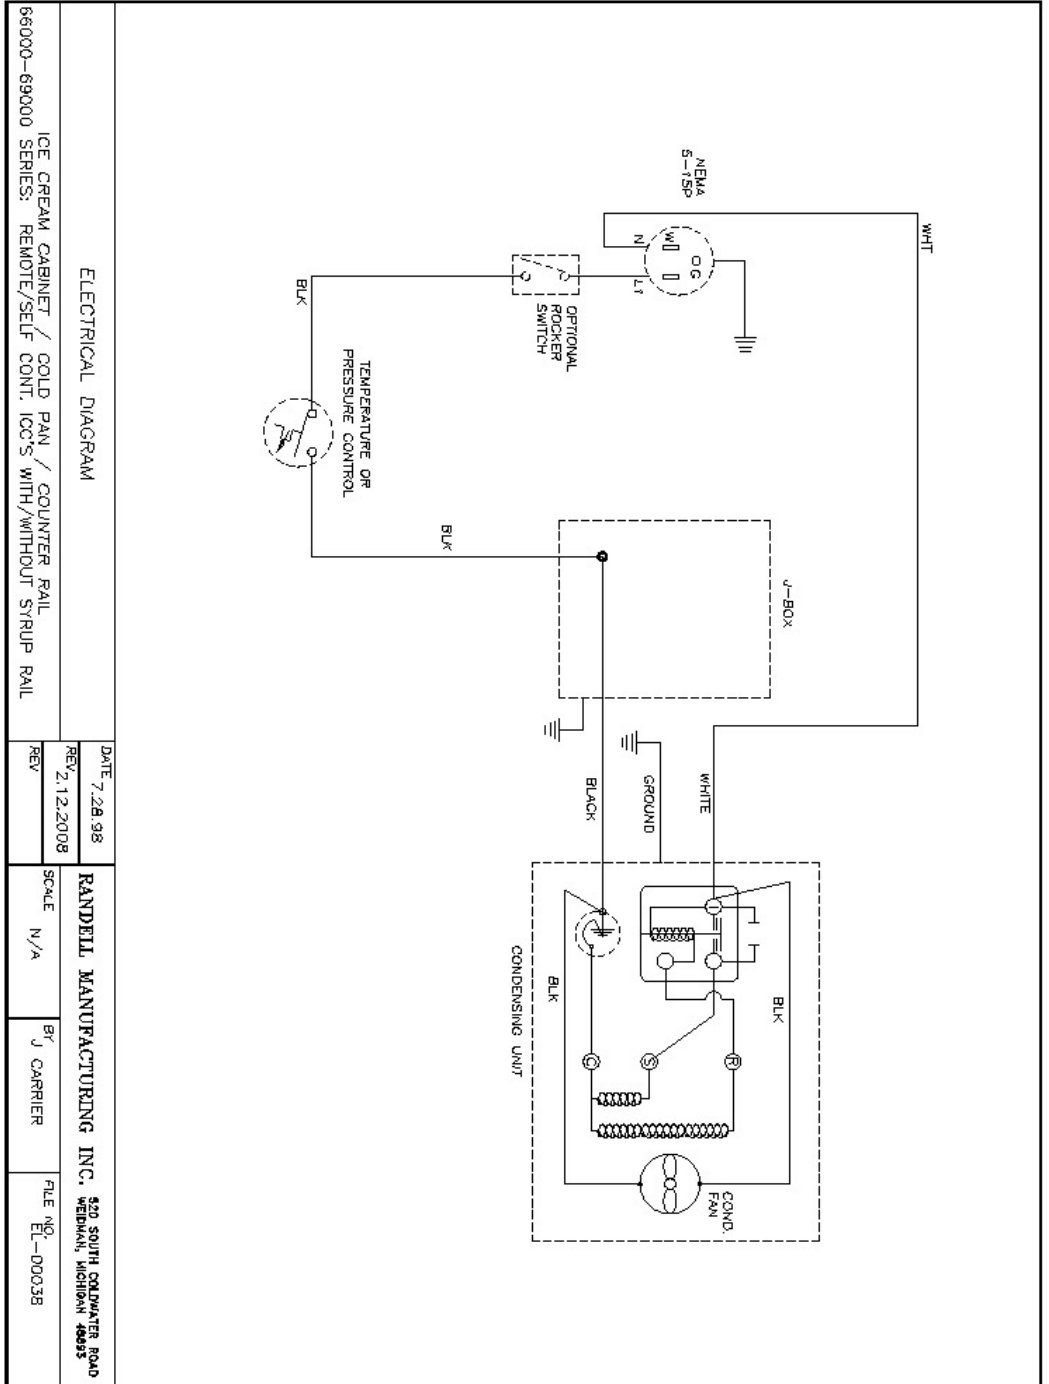 NEMA
5-15P
WHT
W
G
N
L1
OPTIONAL
ROCKER
SWITCH
BLK
TEMPERATURE OR
PRESSURE CONTROL
BLK
J-BOX
BLACK
GROUND
WHITE
BLK
BLK
C
S
R
COND.
FAN
CONDENSING UNIT
ELECTRICAL DIAGRAM
ICE CREAM CABINET / COLD PAN / COUNTER RAIL
66000-69000 SERIES: REMOTE/SELF CONT. ICC'S WITH/WITHOUT SYRUP RAIL
DATE 7.28.98
REV 2.12.2008
REV
RANDELL MANUFACTURING INC.
520 SOUTH COLDWATER ROAD
WEIDMAN, MICHIGAN 48893
SCALE N/A
BY J CARRIER
FILE NO. EL-D0038